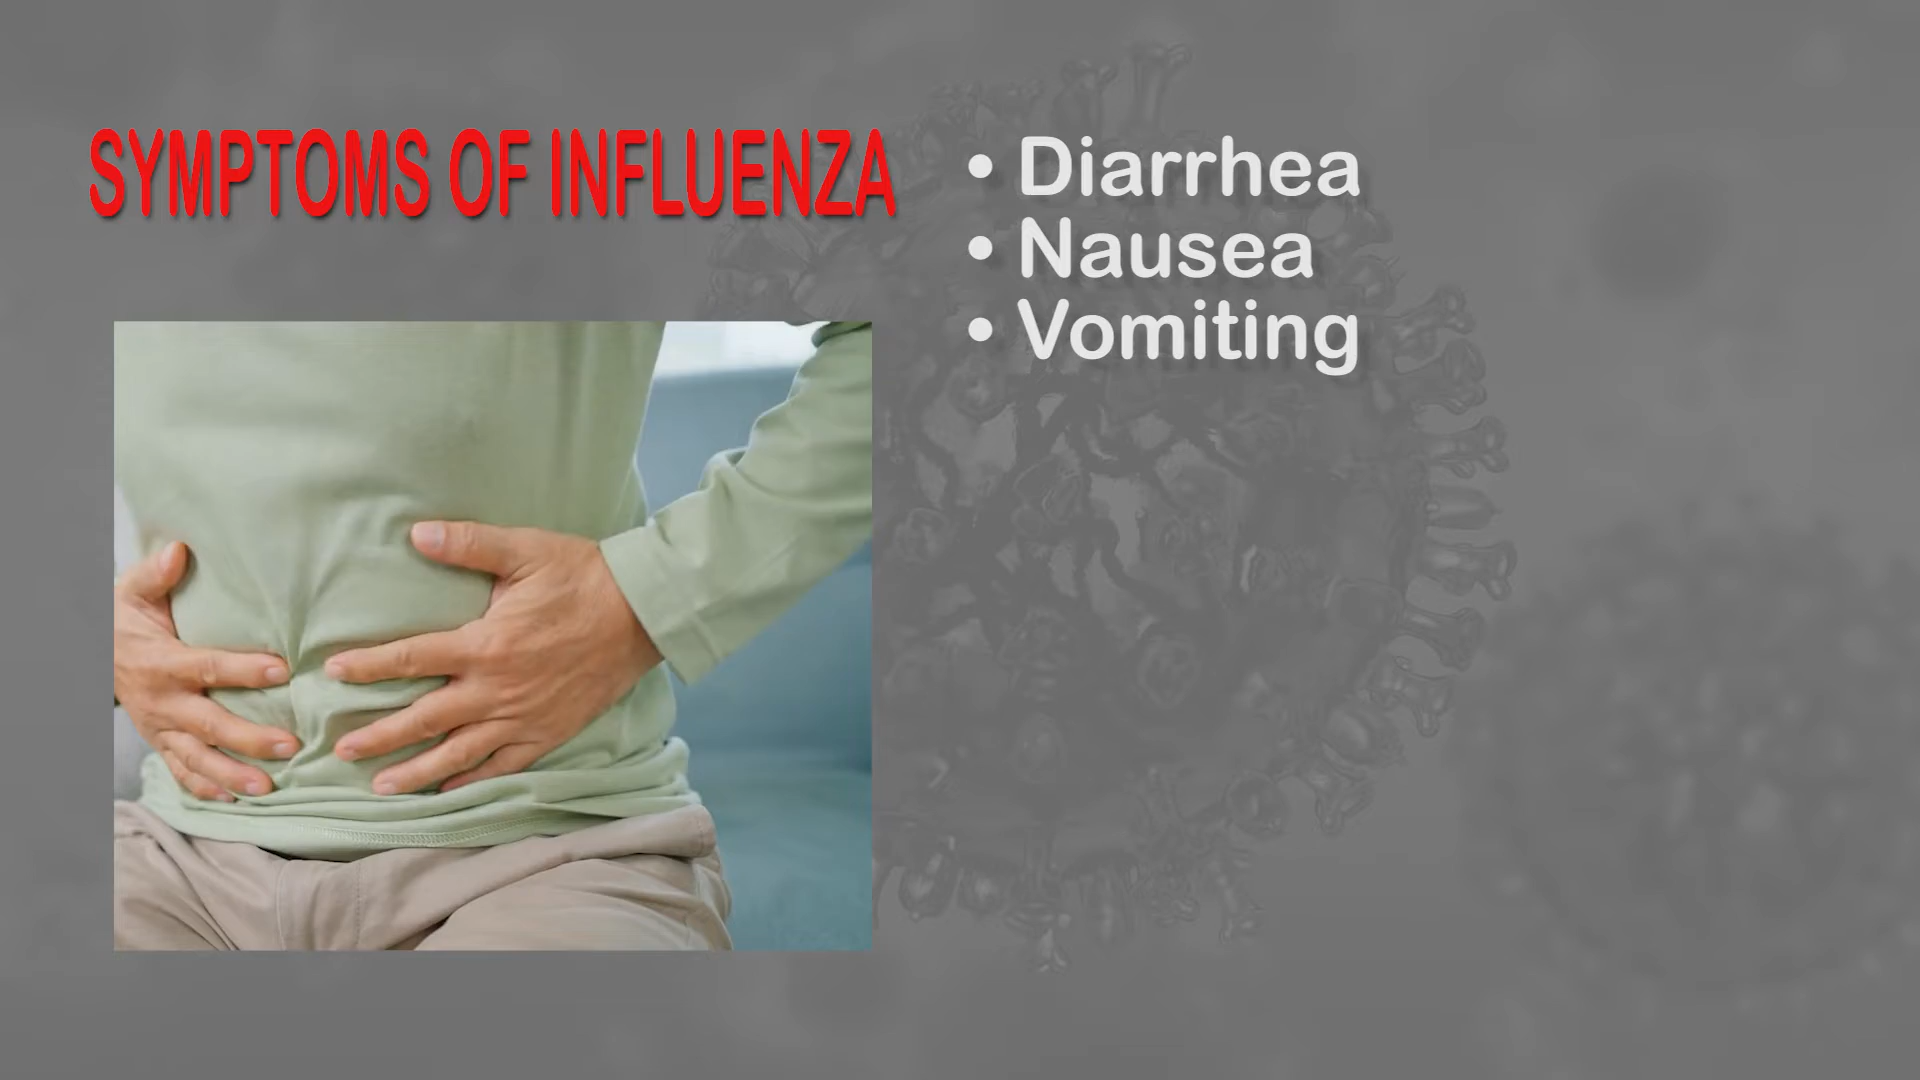 SYMPTOMS OF INFLUENZA
• Diarrhea
• Nausea
• Vomiting